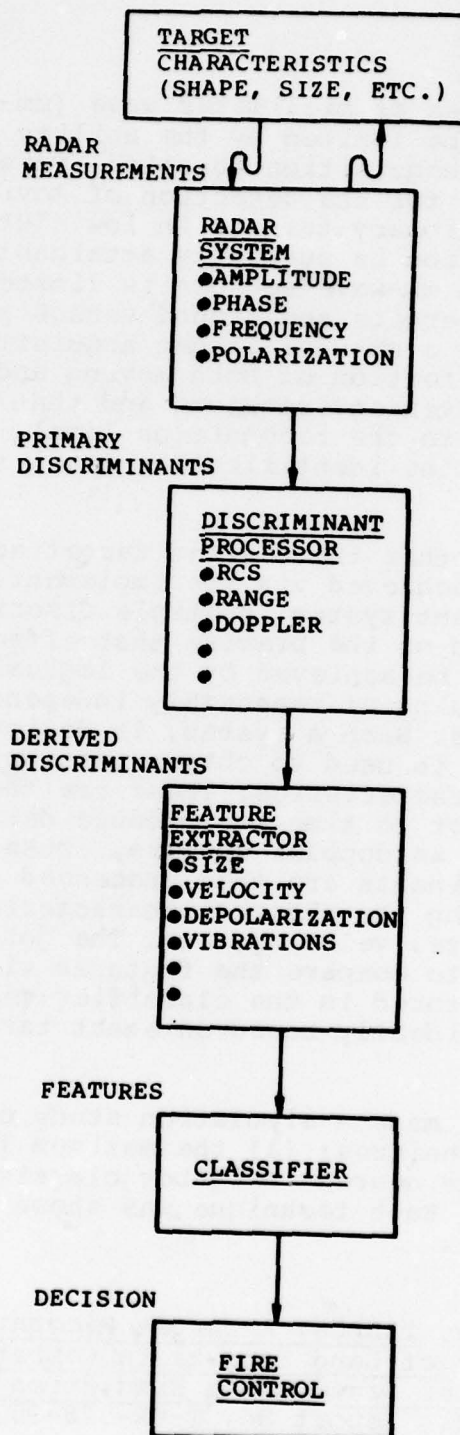 TARGET
CHARACTERISTICS
(SHAPE, SIZE, ETC.)
RADAR
MEASUREMENTS
RADAR
SYSTEM
●AMPLITUDE
●PHASE
●FREQUENCY
●POLARIZATION
PRIMARY
DISCRIMINANTS
DISCRIMINANT
PROCESSOR
●RCS
●RANGE
●DOPPLER
●
●
DERIVED
DISCRIMINANTS
FEATURE
EXTRACTOR
●SIZE
●VELOCITY
●DEPOLARIZATION
●VIBRATIONS
●
●
FEATURES
CLASSIFIER
DECISION
FIRE
CONTROL